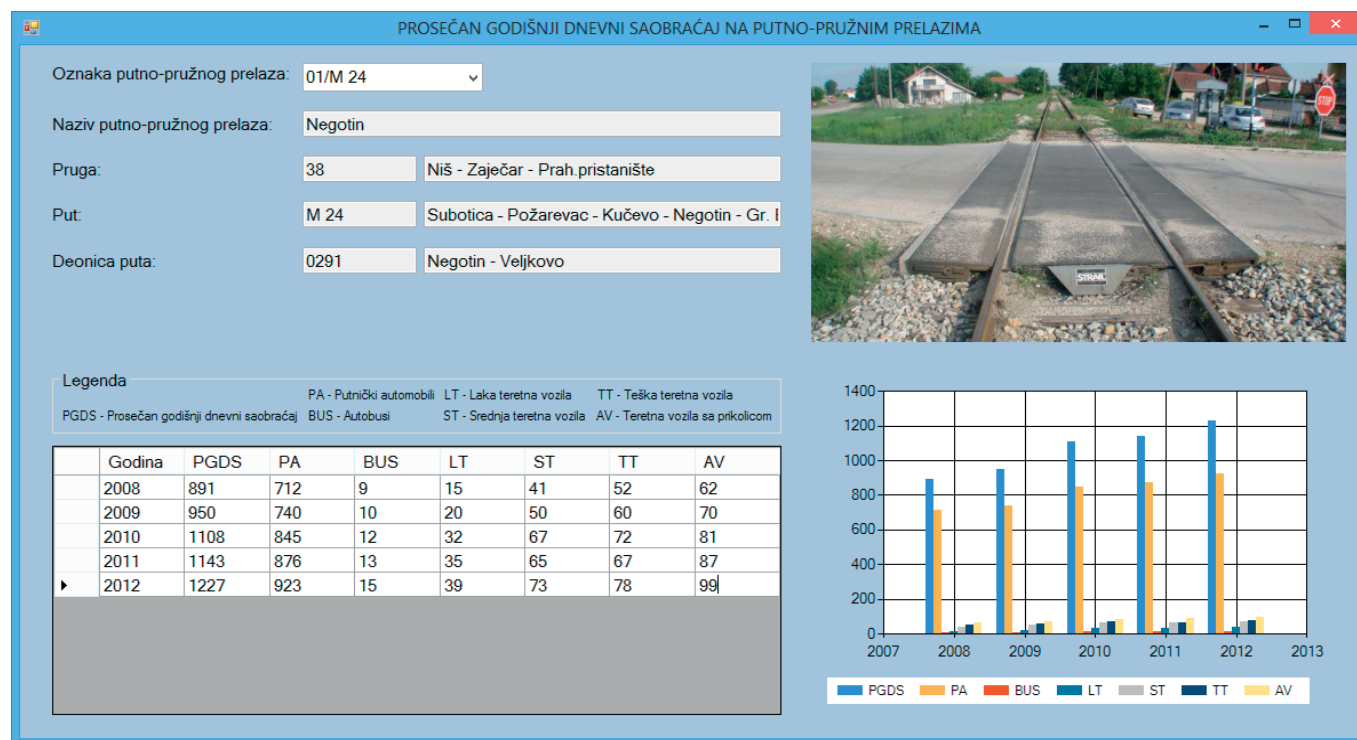 PROSEČAN GODIŠNJI DNEVNI SAOBRAĆAJ NA PUTNO-PRUŽNIM PRELAZIMA
Oznaka putno-pružnog prelaza: 01/M 24
Naziv putno-pružnog prelaza: Negotin
Pruga: 38 Niš - Zaječar - Prah.pristanište
Put: M 24 Subotica - Požarevac - Kučevo - Negotin - Gr.
Deonica puta: 0291 Negotin - Veljkovo
STOP
STRAIL
Legenda
PA - Putnički automobili LT - Laka teretna vozila TT - Teška teretna vozila
PGDS - Prosečan godišnji dnevni saobraćaj BUS - Autobusi ST - Srednja teretna vozila AV - Teretna vozila sa prikolicom
Godina PGDS PA BUS LT ST TT AV
2008 891 712 9 15 41 52 62
2009 950 740 10 20 50 60 70
2010 1108 845 12 32 67 72 81
2011 1143 876 13 35 65 67 87
2012 1227 923 15 39 73 78 99
1400
1200
1000
800
600
400
200
0
2007 2008 2009 2010 2011 2012 2013
PGDS PA BUS LT ST TT AV